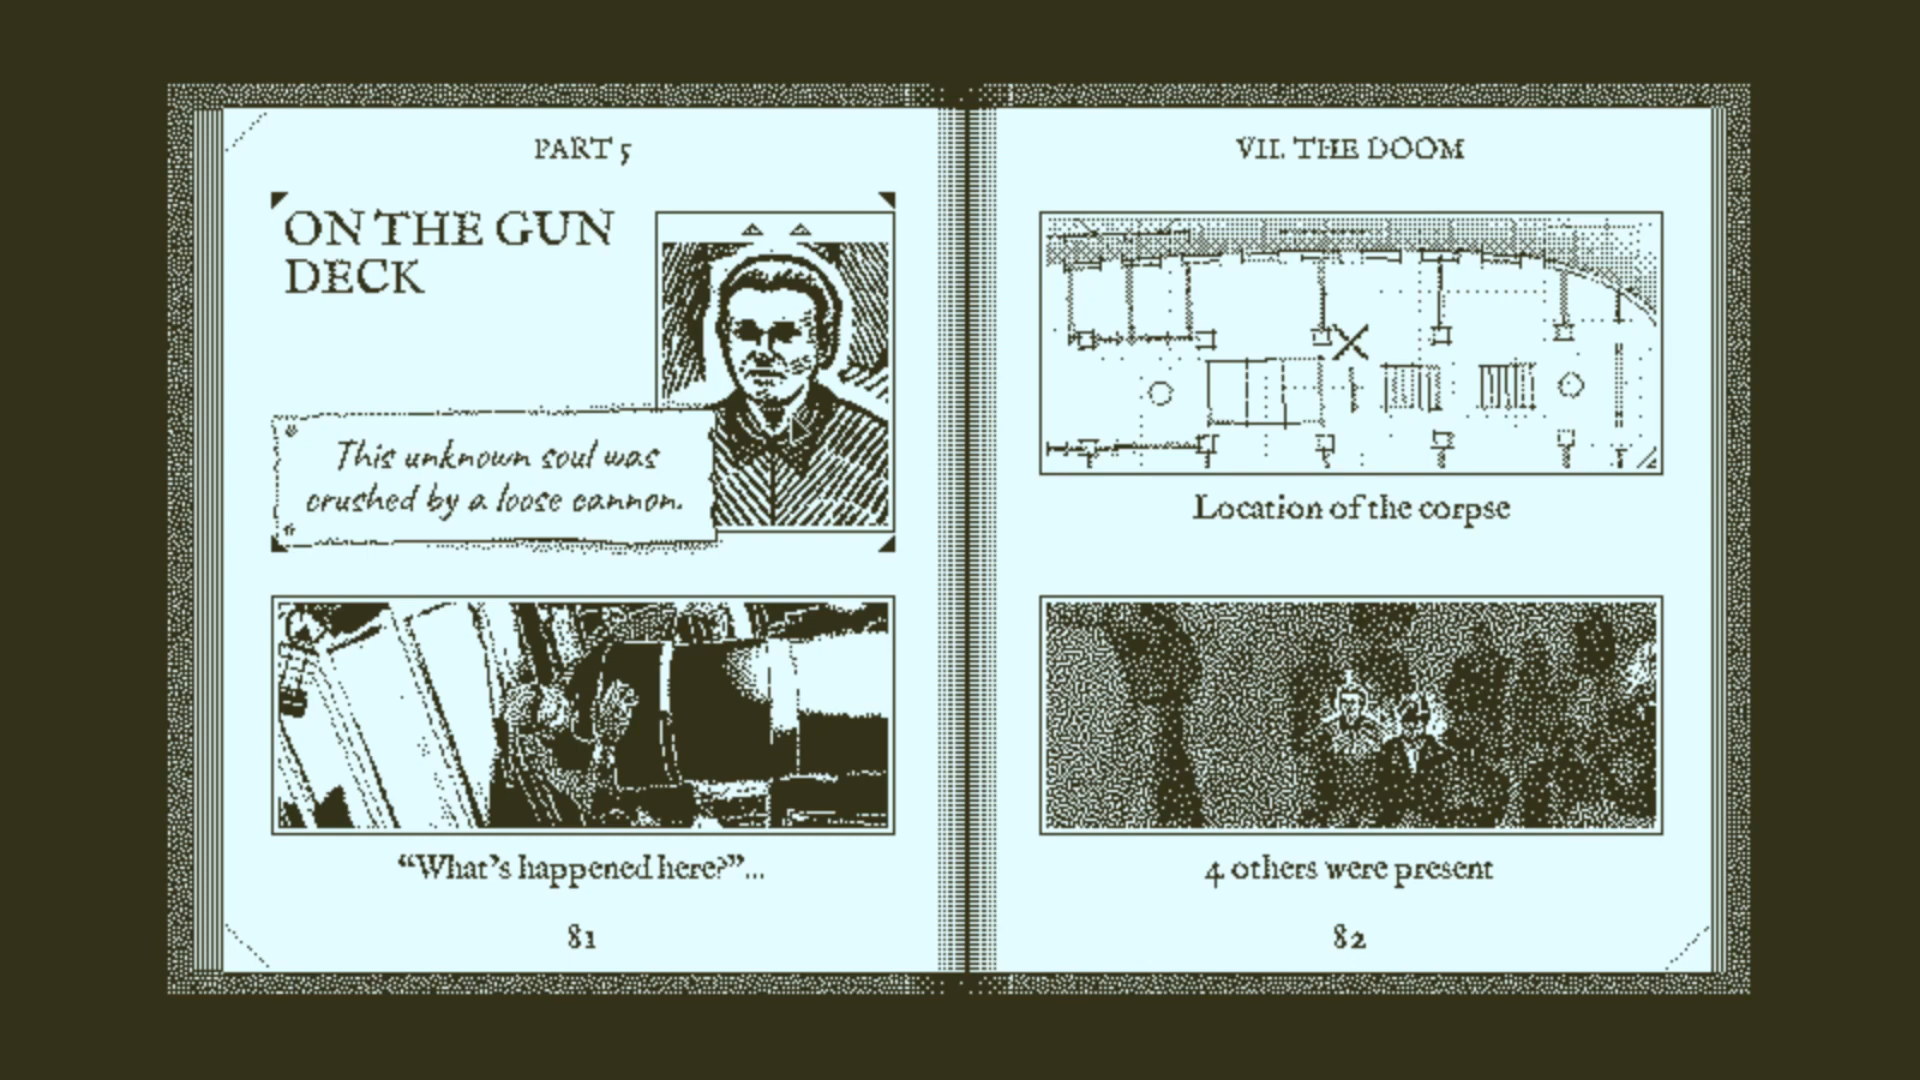 PART 5
ON THE GUN
DECK
This unknown soul was
crushed by a loose cannon.
“What’s happened here?”...
81
VII. THE DOOM
Location of the corpse
4 others were present
82